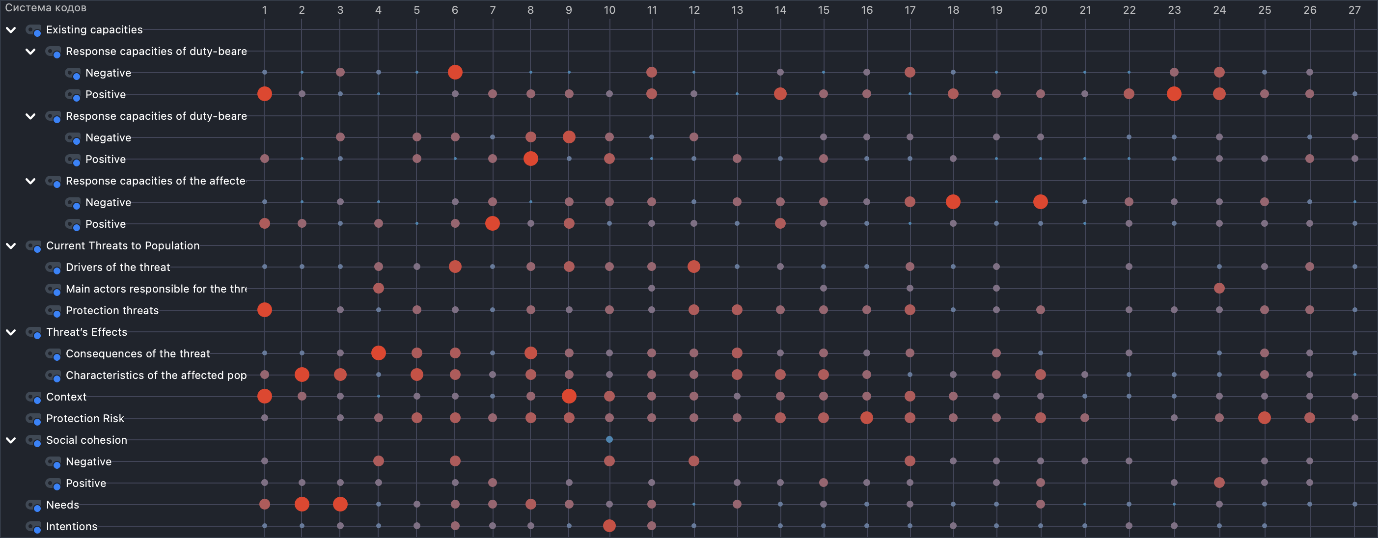 Система кодов 1 2 3 4 5 6 7 8 9 10 11 12 13 14 15 16 17 18 19 20 21 22 23 24 25 26 27
Existing capacities
Response capacities of duty-beare
Negative
Positive
Response capacities of duty-beare
Negative
Positive
Response capacities of the affecte
Negative
Positive
Current Threats to Population
Drivers of the threat
Main actors responsible for the thre
Protection threats
Threat's Effects
Consequences of the threat
Characteristics of the affected pop
Context
Protection Risk
Social cohesion
Negative
Positive
Needs
Intentions